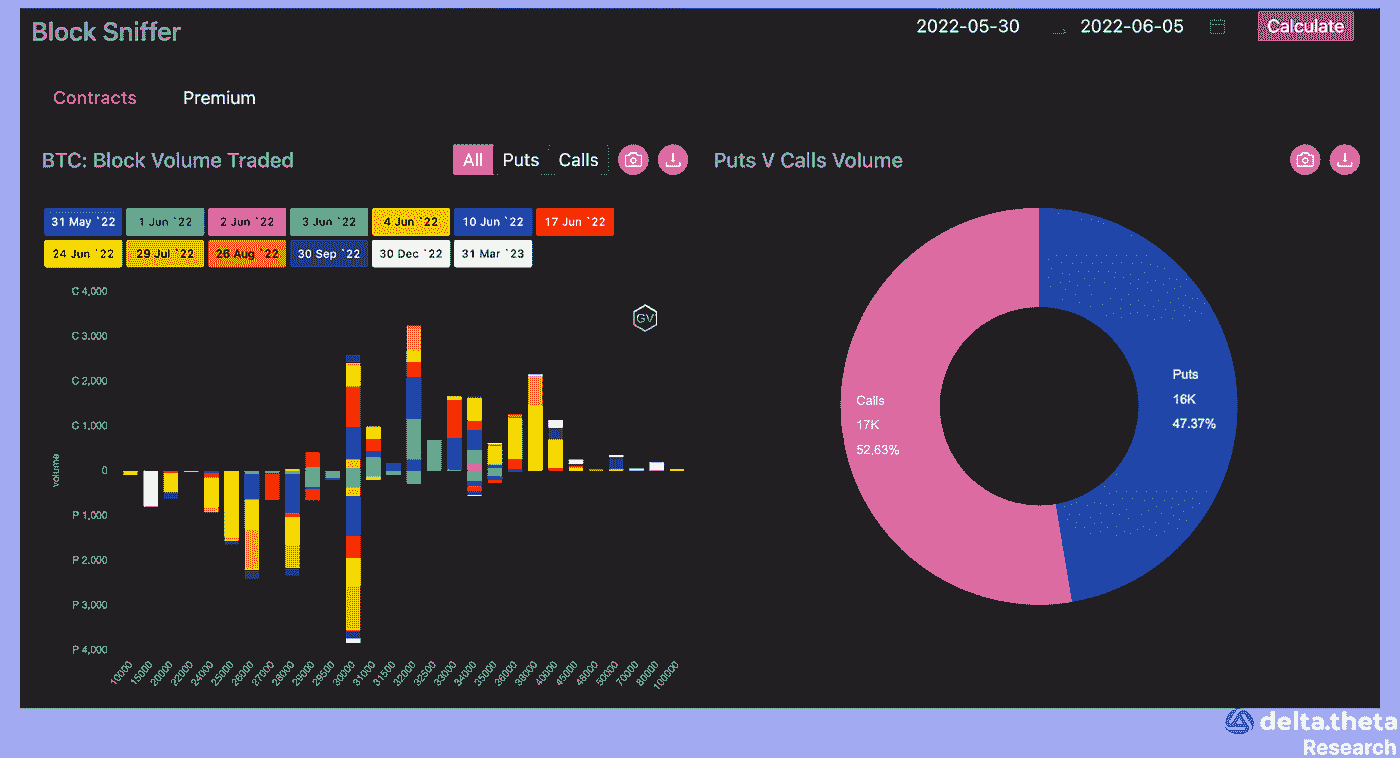 Block Sniffer
2022-05-30
2022-06-05
Calculate
Contracts
Premium
BTC: Block Volume Traded
All
Puts
Calls
Puts V Calls Volume
31 May `22
1 Jun `22
2 Jun `22
3 Jun `22
4 Jun `22
10 Jun `22
17 Jun `22
24 Jun `22
29 Jul `22
26 Aug `22
30 Sep `22
30 Dec `22
31 Mar `23
C 4,000
C 3,000
C 2,000
C 1,000
0
P 1,000
P 2,000
P 3,000
P 4,000
volume
GV
10000
15000
20000
22000
24000
25000
26000
27000
28000
29000
29500
30000
31000
31500
32000
32500
33000
34000
35000
36000
38000
40000
45000
50000
70000
80000
100000
Calls
17K
52.63%
Puts
16K
47.37%
delta.theta
Research